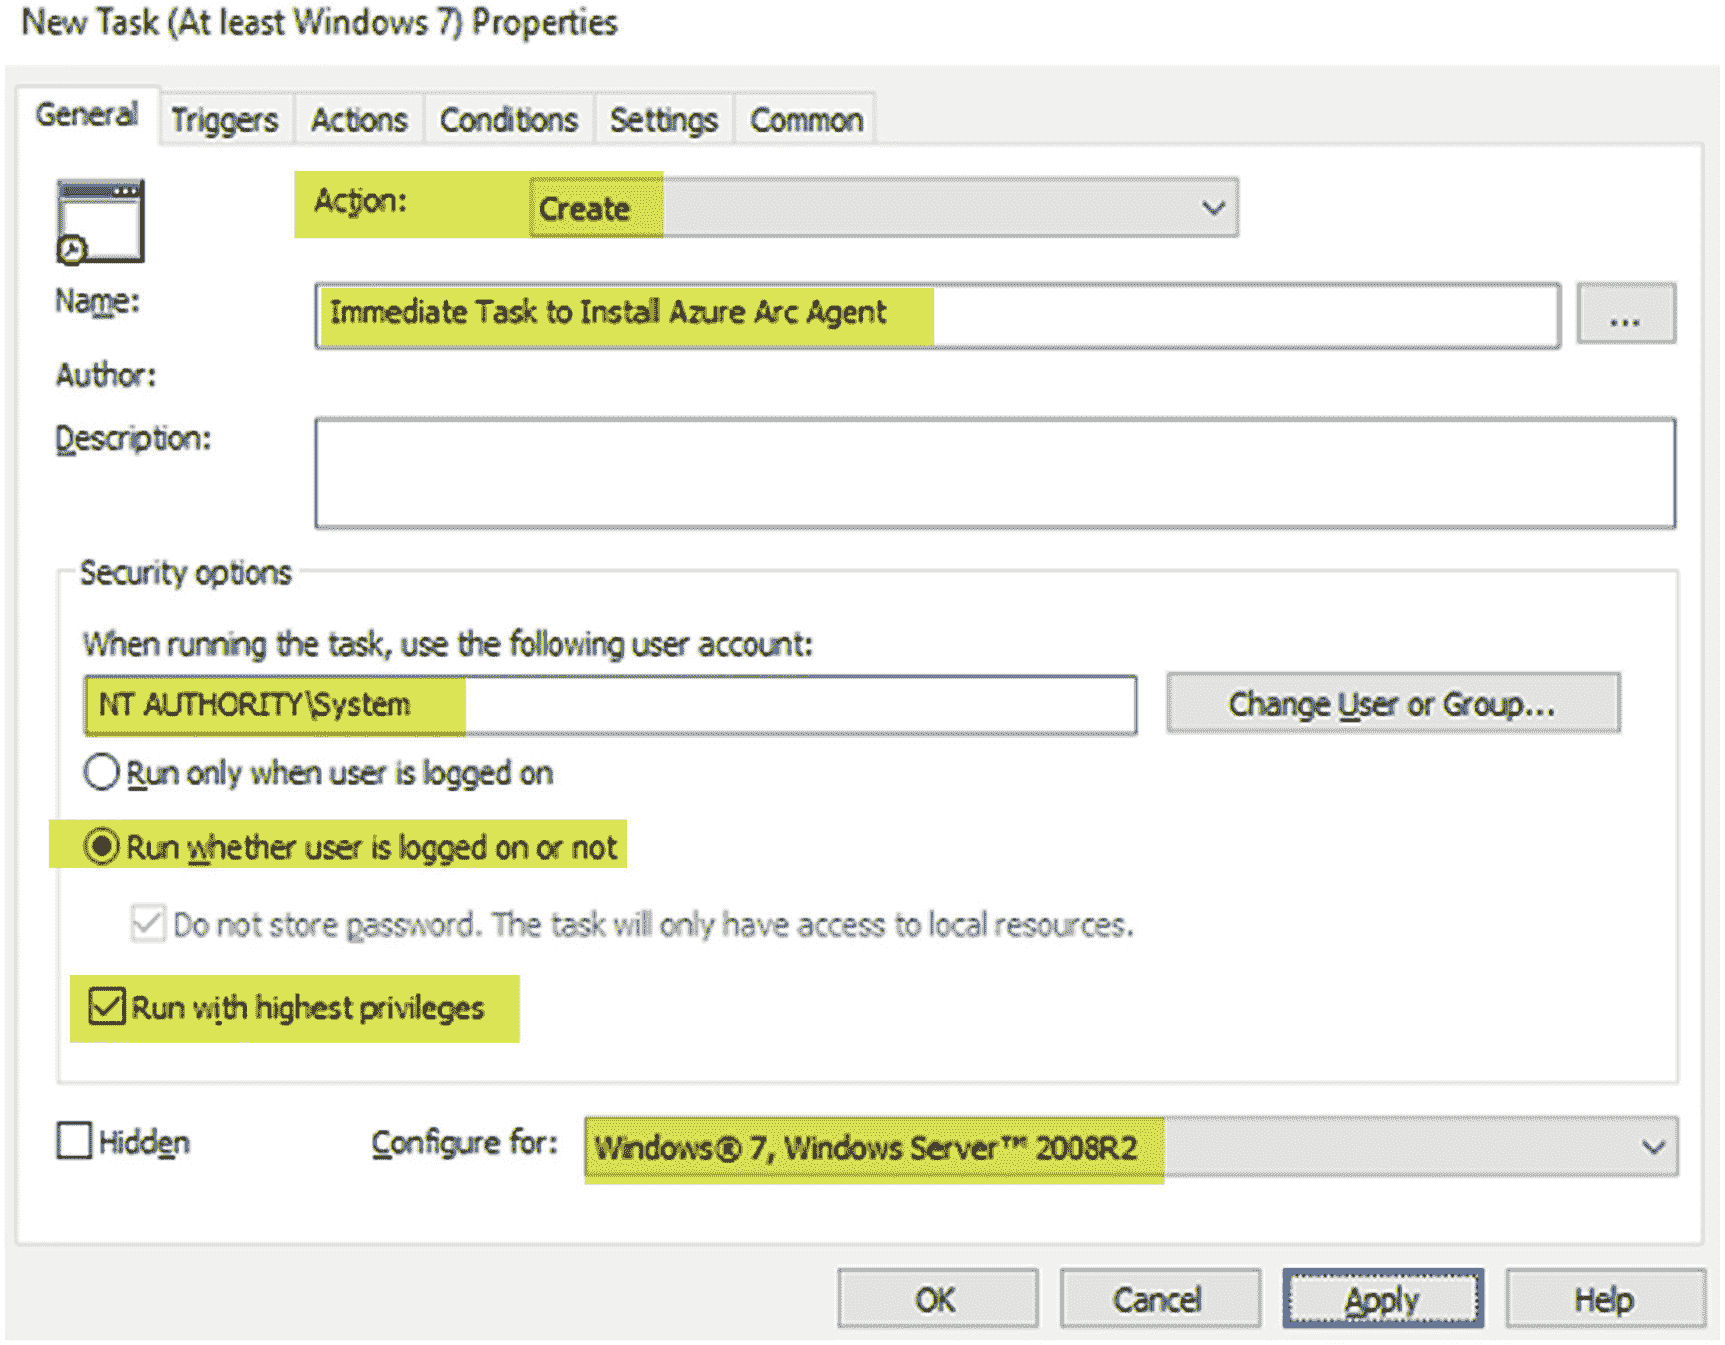 New Task (At least Windows 7) Properties
General Triggers Actions Conditions Settings Common
Action: Create
Name: Immediate Task to Install Azure Arc Agent ...
Author:
Description:
Security options
When running the task, use the following user account:
NT AUTHORITY\System Change User or Group...
Run only when user is logged on
Run whether user is logged on or not
Do not store password. The task will only have access to local resources.
Run with highest privileges
Hidden Configure for: Windows® 7, Windows Server™ 2008R2
OK Cancel Apply Help